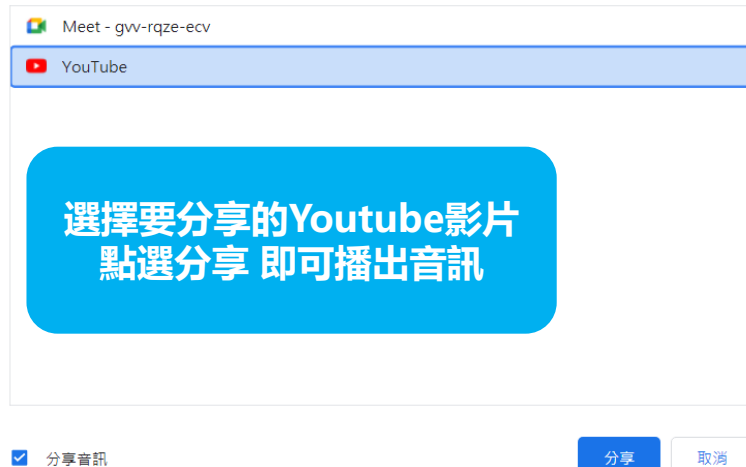 Meet - gvv-rqze-ecv
YouTube
選擇要分享的Youtube影片
點選分享 即可播出音訊
分享音訊
分享
取消